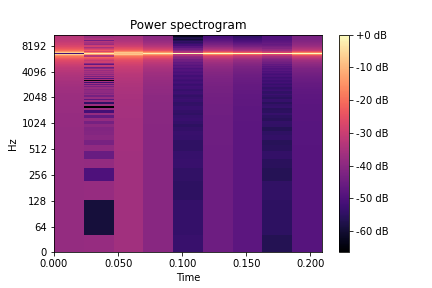 Power spectrogram
8192
4096
2048
1024
512
256
128
64
0
Hz
0.000
0.050
0.100
0.150
0.200
Time
+0 dB
-10 dB
-20 dB
-30 dB
-40 dB
-50 dB
-60 dB